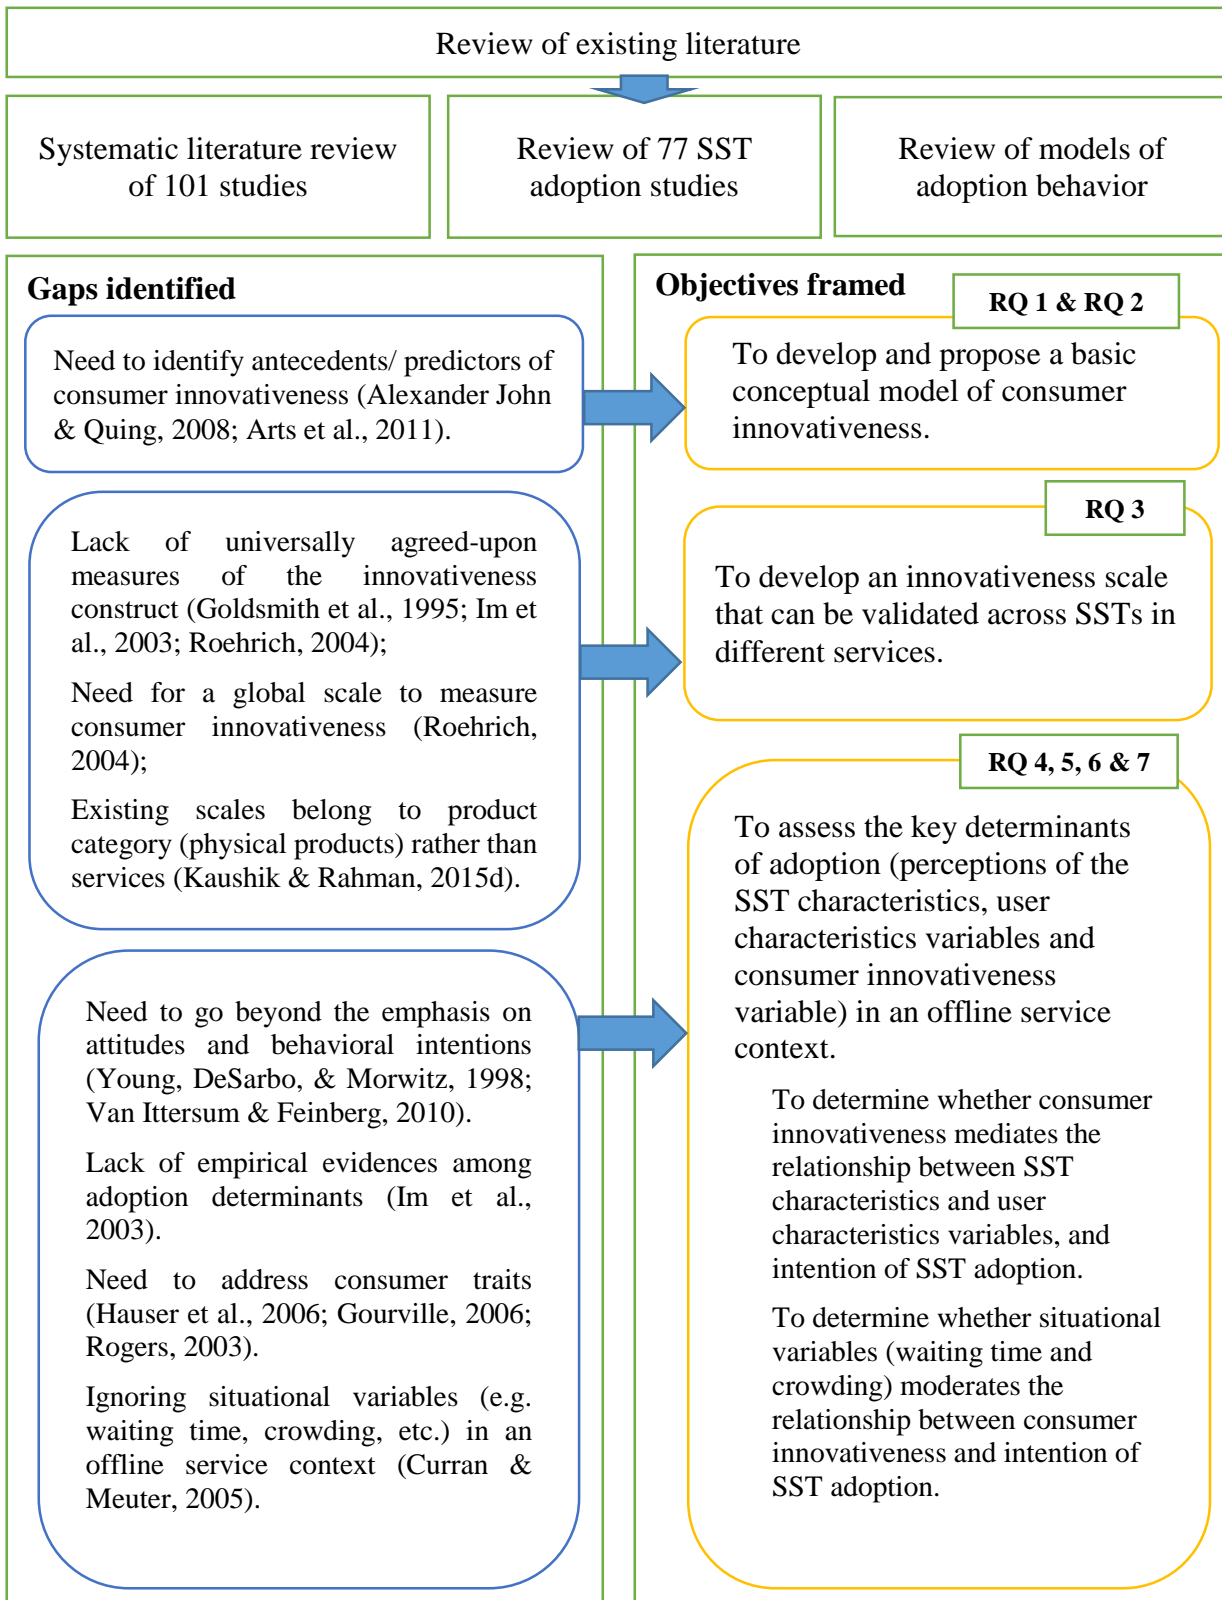 Review of existing literature
Systematic literature review
of 101 studies
Review of 77 SST
adoption studies
Review of models of
adoption behavior
Gaps identified
Need to identify antecedents/ predictors of
consumer innovativeness (Alexander John
& Quing, 2008; Arts et al., 2011).
Lack of universally agreed-upon
measures of the innovativeness
construct (Goldsmith et al., 1995; Im et
al., 2003; Roehrich, 2004);
Need for a global scale to measure
consumer innovativeness (Roehrich,
2004);
Existing scales belong to product
category (physical products) rather than
services (Kaushik & Rahman, 2015d).
Need to go beyond the emphasis on
attitudes and behavioral intentions
(Young, DeSarbo, & Morwitz, 1998;
Van Ittersum & Feinberg, 2010).
Lack of empirical evidences among
adoption determinants (Im et al.,
2003).
Need to address consumer traits
(Hauser et al., 2006; Gourville, 2006;
Rogers, 2003).
Ignoring situational variables (e.g.
waiting time, crowding, etc.) in an
offline service context (Curran &
Meuter, 2005).
Objectives framed
RQ 1 & RQ 2
To develop and propose a basic
conceptual model of consumer
innovativeness.
RQ 3
To develop an innovativeness scale
that can be validated across SSTs in
different services.
RQ 4, 5, 6 & 7
To assess the key determinants
of adoption (perceptions of the
SST characteristics, user
characteristics variables and
consumer innovativeness
variable) in an offline service
context.
To determine whether consumer
innovativeness mediates the
relationship between SST
characteristics and user
characteristics variables, and
intention of SST adoption.
To determine whether situational
variables (waiting time and
crowding) moderates the
relationship between consumer
innovativeness and intention of
SST adoption.